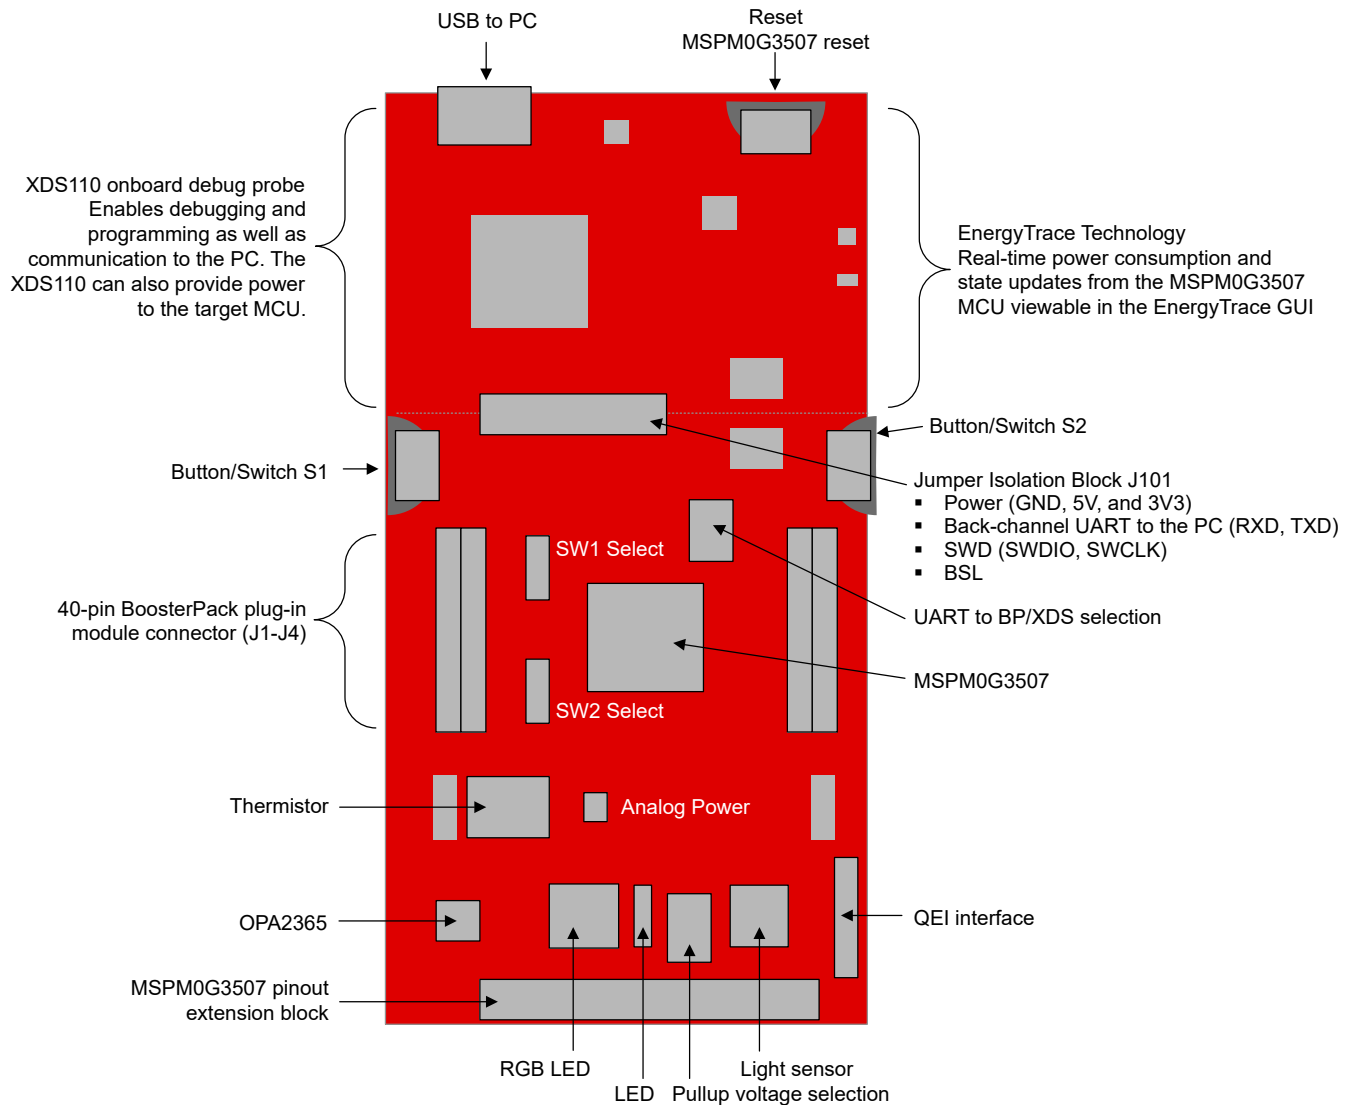 USB to PC
Reset
MSPM0G3507 reset
XDS110 onboard debug probe
Enables debugging and
programming as well as
communication to the PC. The
XDS110 can also provide power
to the target MCU.
EnergyTrace Technology
Real-time power consumption and
state updates from the MSPM0G3507
MCU viewable in the EnergyTrace GUI
Button/Switch S2
Button/Switch S1
Jumper Isolation Block J101
▪ Power (GND, 5V, and 3V3)
▪ Back-channel UART to the PC (RXD, TXD)
▪ SWD (SWDIO, SWCLK)
▪ BSL
SW1 Select
40-pin BoosterPack plug-in
module connector (J1-J4)
UART to BP/XDS selection
MSPM0G3507
SW2 Select
Thermistor
Analog Power
OPA2365
QEI interface
MSPM0G3507 pinout
extension block
RGB LED
LED
Pullup voltage selection
Light sensor